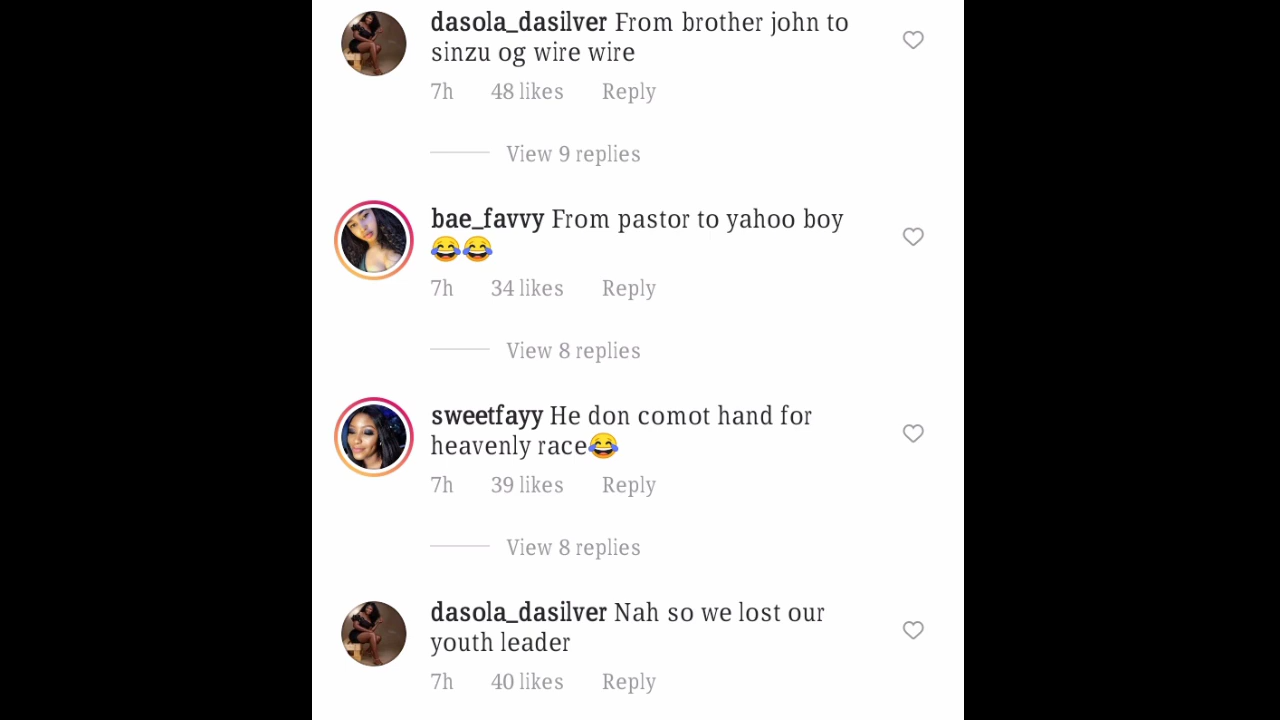 dasola_dasilver From brother john to
sinzu og wire wire
7h 48 likes Reply
View 9 replies
bae_favvy From pastor to yahoo boy
😂😂
7h 34 likes Reply
View 8 replies
sweetfayy He don comot hand for
heavenly race😂
7h 39 likes Reply
View 8 replies
dasola_dasilver Nah so we lost our
youth leader
7h 40 likes Reply